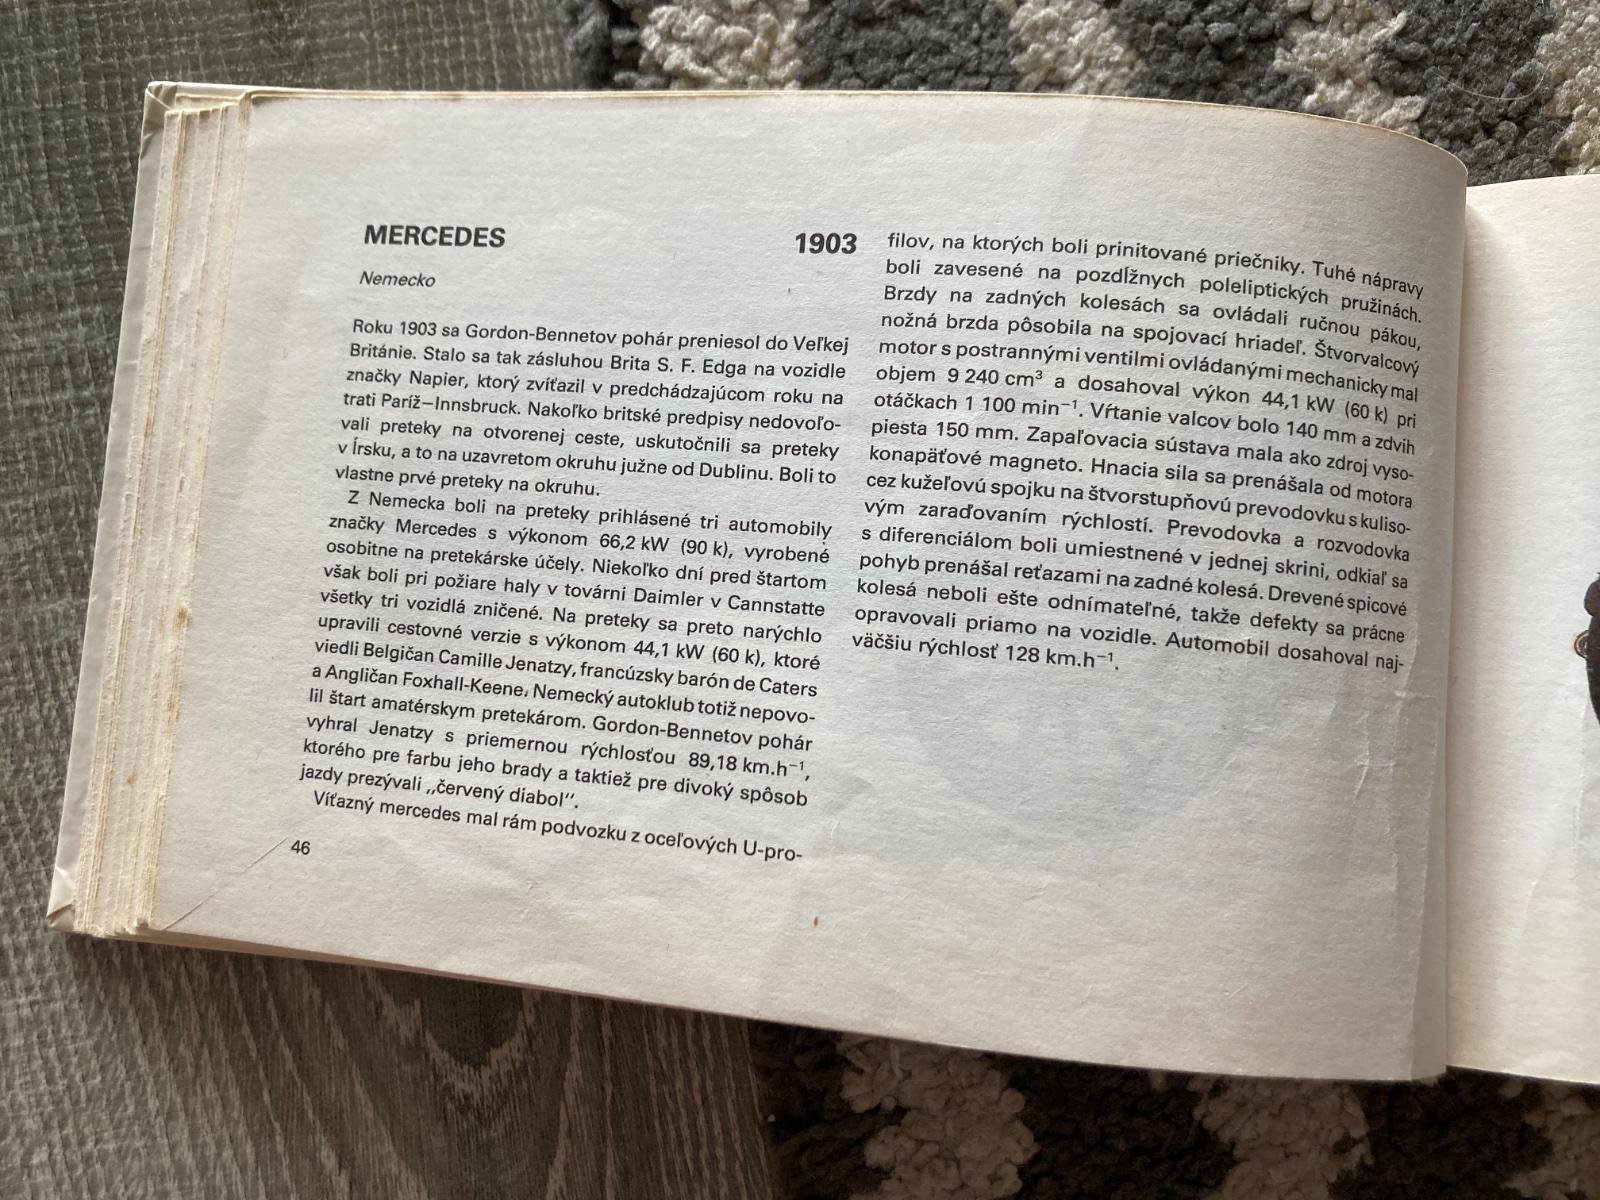 MERCEDES 1903
Nemecko
Roku 1903 sa Gordon-Bennetov pohár preniesol do Veľkej
Británie. Stalo sa tak zásluhou Brita S. F. Edga na vozidle
značky Napier, ktorý zvíťazil v predchádzajúcom roku na
trati Paríž–Innsbruck. Nakoľko britské predpisy nedovoľo-
vali preteky na otvorenej ceste, uskutočnili sa preteky
v Írsku, a to na uzavretom okruhu južne od Dublinu. Boli to
vlastne prvé preteky na okruhu.
Z Nemecka boli na preteky prihlásené tri automobily
značky Mercedes s výkonom 66,2 kW (90 k), vyrobené
osobitne na pretekárske účely. Niekoľko dní pred štartom
však boli pri požiare haly v továrni Daimler v Cannstatte
všetky tri vozidlá zničené. Na preteky sa preto narýchlo
upravili cestovné verzie s výkonom 44,1 kW (60 k), ktoré
viedli Belgičan Camille Jenatzy, francúzsky barón de Caters
a Angličan Foxhall-Keene. Nemecký autoklub totiž nepovo-
lil štart amatérskym pretekárom. Gordon-Bennetov pohár
vyhral Jenatzy s priemernou rýchlosťou 89,18 km.h⁻¹,
ktorého pre farbu jeho brady a taktiež pre divoký spôsob
jazdy prezývali „červený diabol“.
Víťazný mercedes mal rám podvozku z oceľových U-pro-
46
filov, na ktorých boli prinitované priečniky. Tuhé nápravy
boli zavesené na pozdĺžnych poleliptických pružinách.
Brzdy na zadných kolesách sa ovládali ručnou pákou,
nožná brzda pôsobila na spojovací hriadeľ. Štvorvalcový
motor s postrannými ventilmi ovládanými mechanicky mal
objem 9 240 cm³ a dosahoval výkon 44,1 kW (60 k) pri
otáčkach 1 100 min⁻¹. Vŕtanie valcov bolo 140 mm a zdvih
piesta 150 mm. Zapaľovacia sústava mala ako zdroj vyso-
konapäťové magneto. Hnacia sila sa prenášala od motora
cez kužeľovú spojku na štvorstupňovú prevodovku s kuliso-
vým zaraďovaním rýchlostí. Prevodovka a rozvodovka
s diferenciálom boli umiestnené v jednej skrini, odkiaľ sa
pohyb prenášal reťazami na zadné kolesá. Drevené spicové
kolesá neboli ešte odnímateľné, takže defekty sa prácne
opravovali priamo na vozidle. Automobil dosahoval naj-
väčšiu rýchlosť 128 km.h⁻¹.